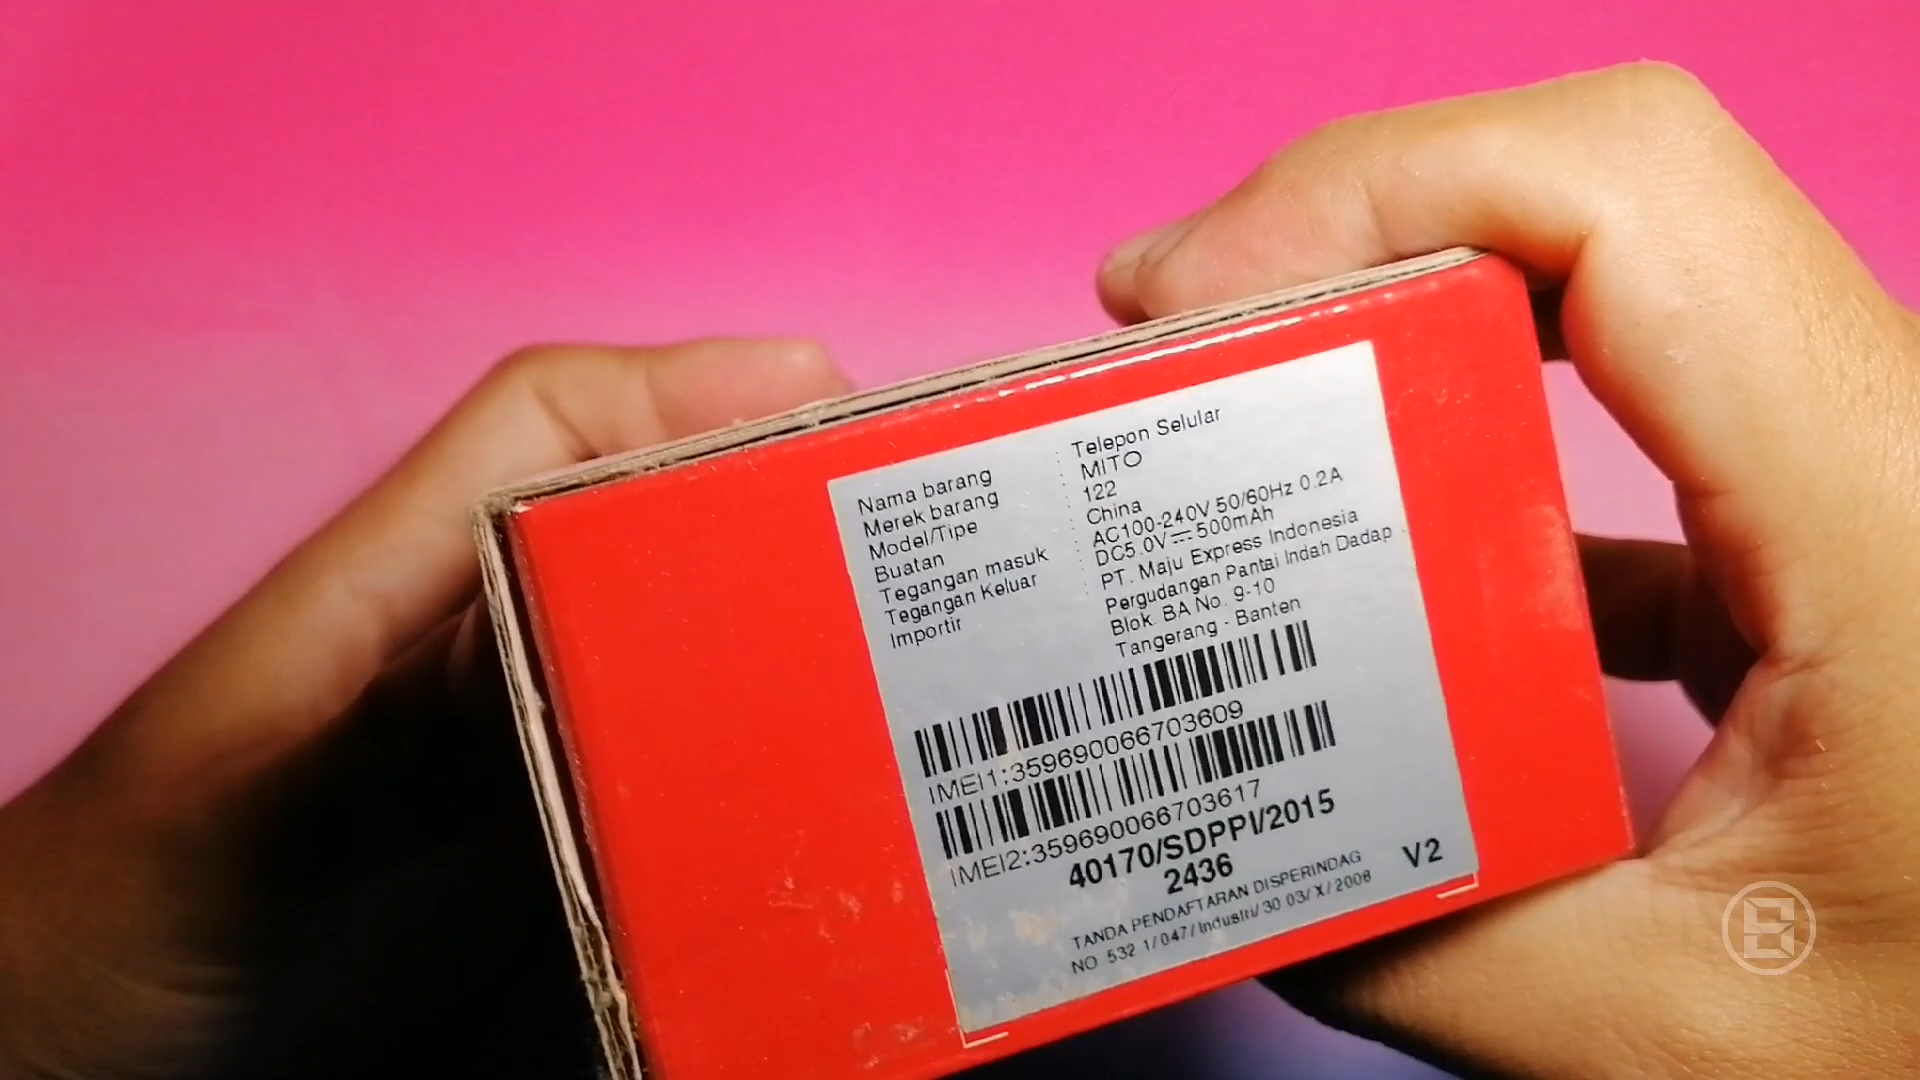 Nama barang : Telepon Selular
Merek barang : MITO
Model/Tipe : 122
Buatan : China
Tegangan masuk : AC100-240V 50/60Hz 0.2A
Tegangan Keluar : DC5.0V⎓500mAh
Importir : PT. Maju Express Indonesia
Pergudangan Pantai Indah Dadap
Blok. BA No. 9-10
Tangerang - Banten
IMEI1:359690066703609
IMEI2:359690066703617
40170/SDPPI/2015
2436
TANDA PENDAFTARAN DISPERINDAG
NO 532 1/047/Industri/30 03/X/2008
V2